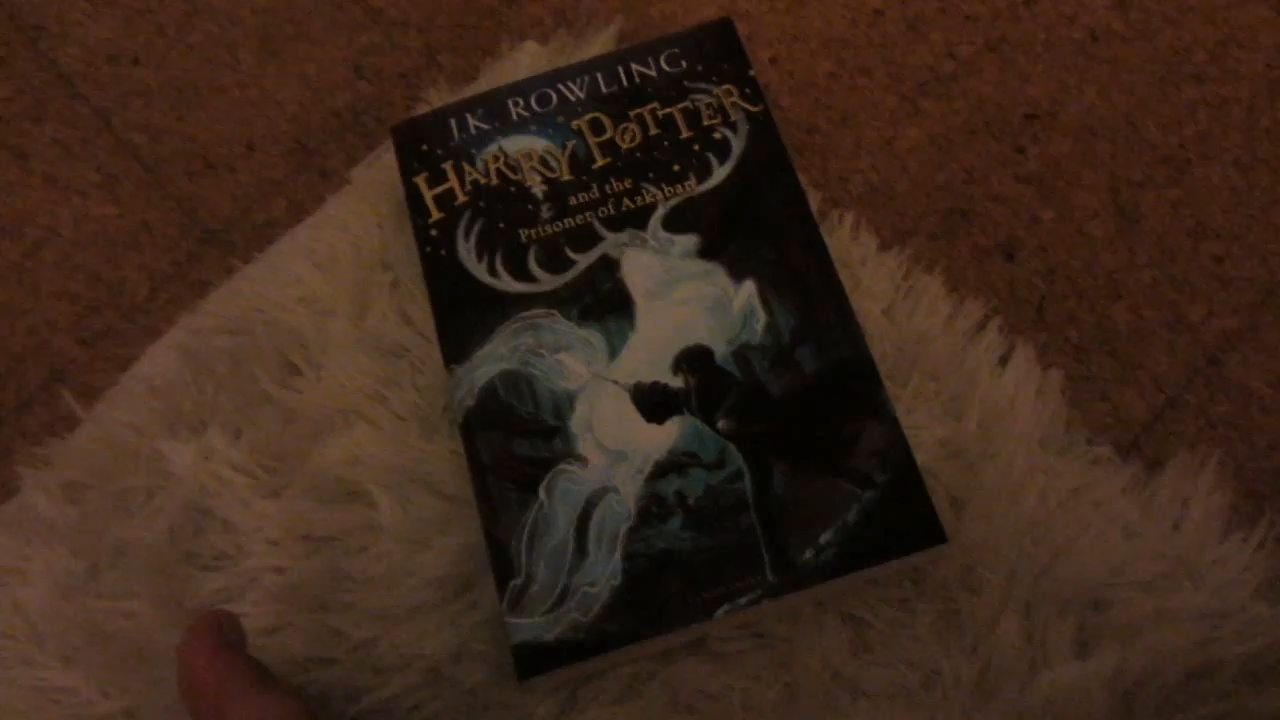 J.K. ROWLING
HARRY POTTER
and the
Prisoner of Azkaban